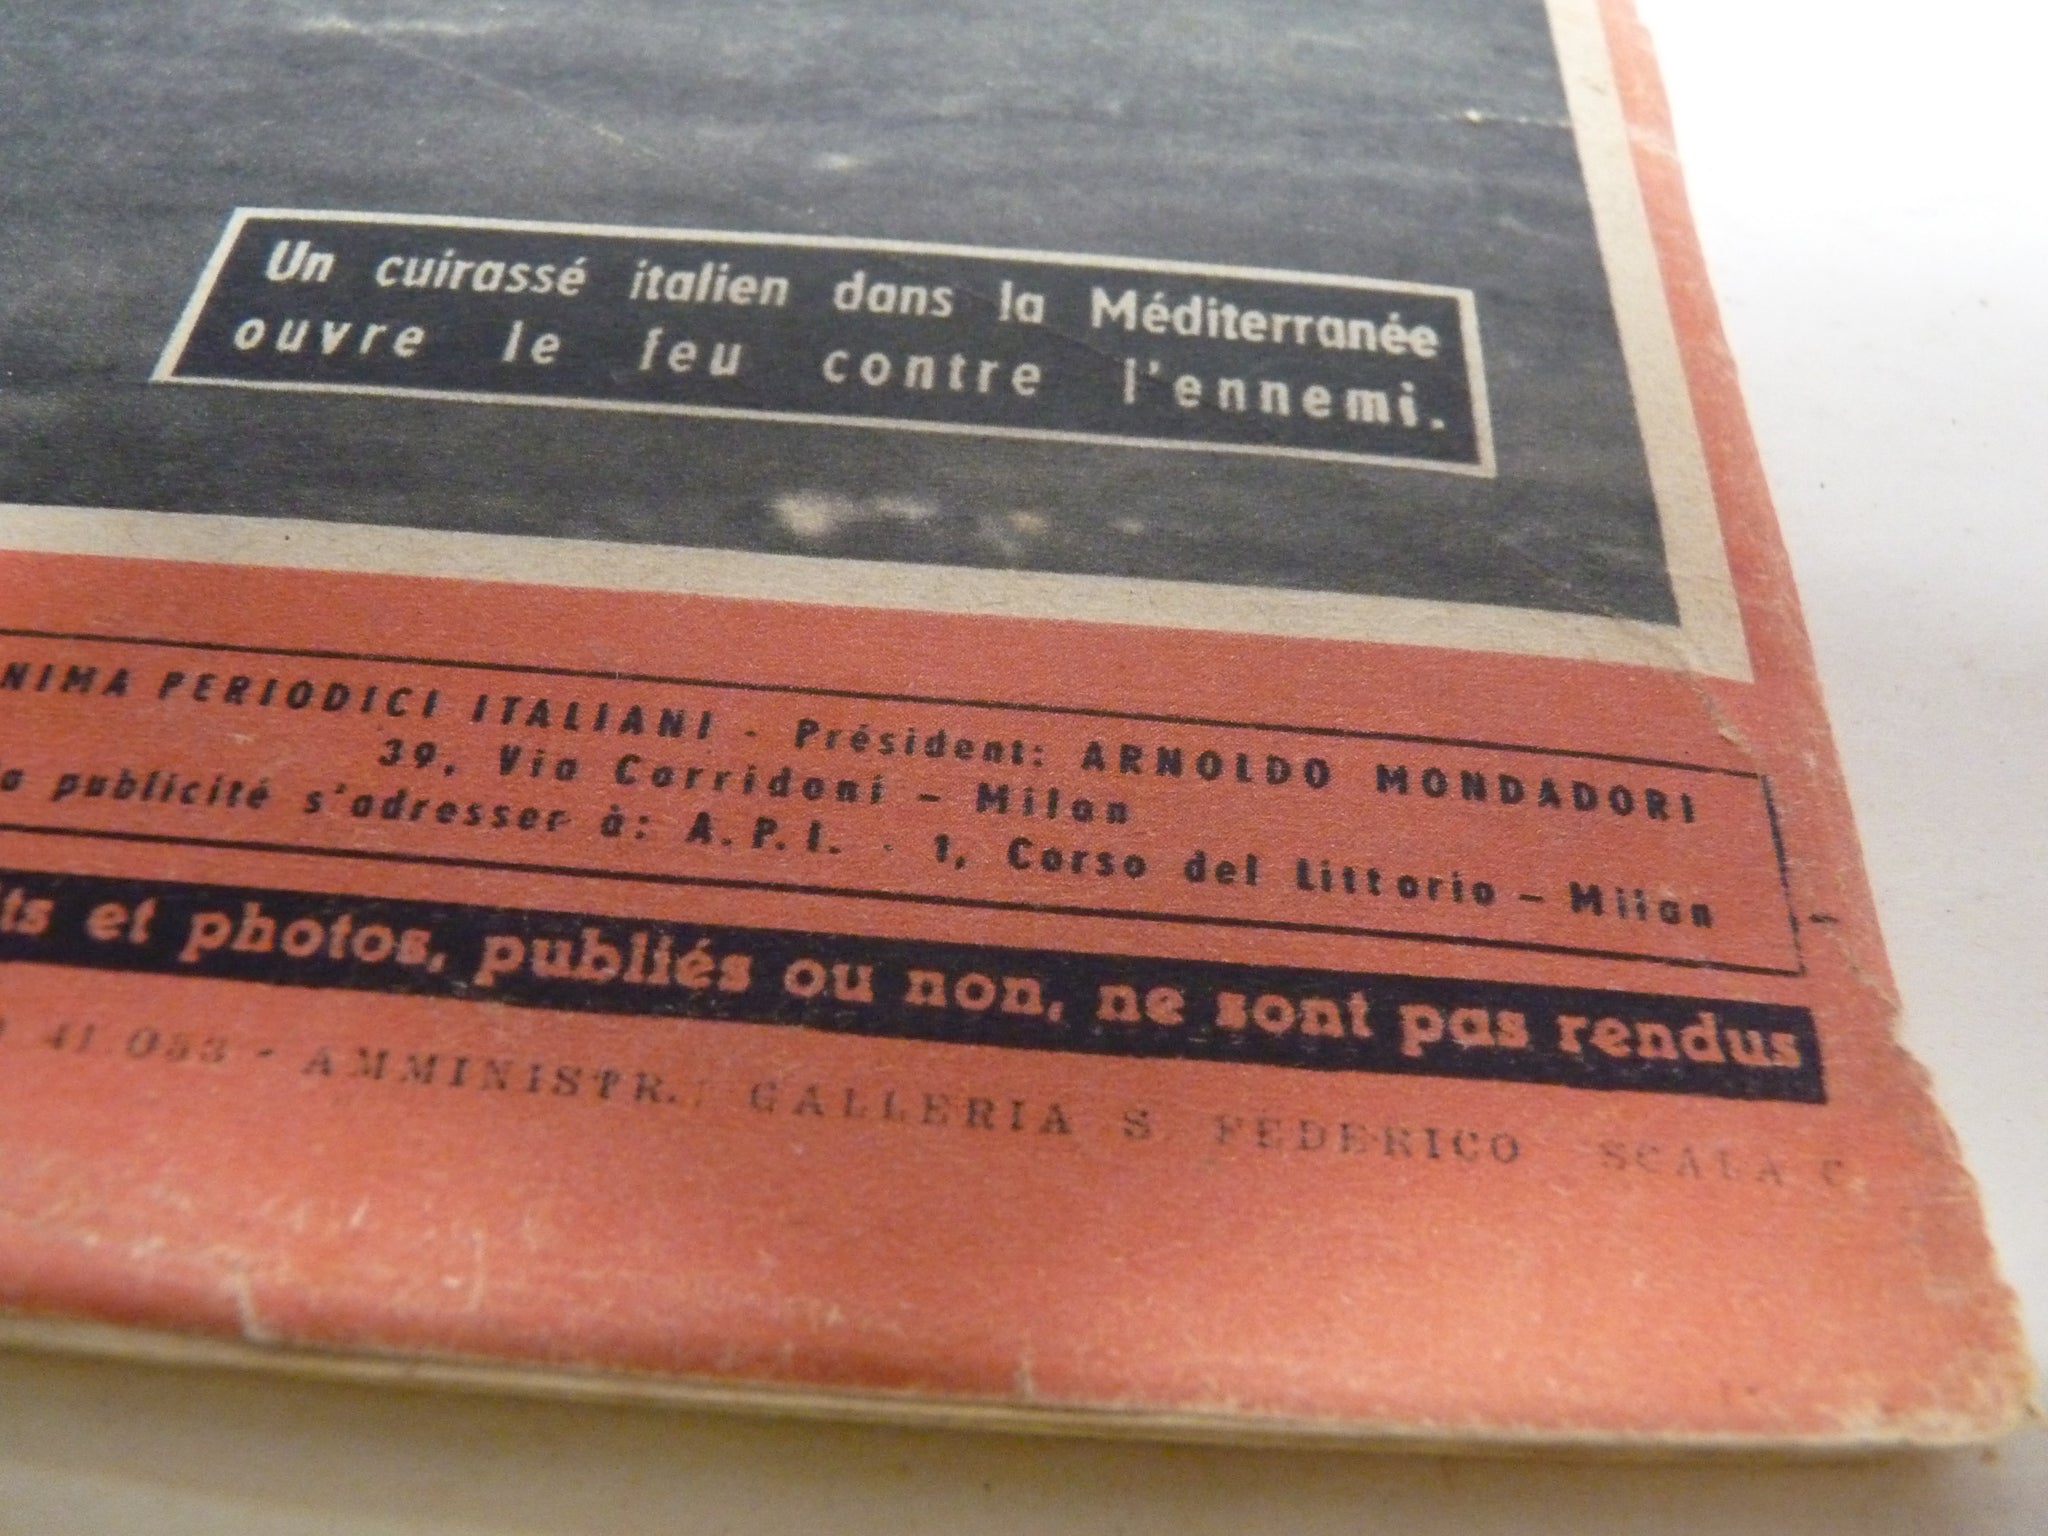 Un cuirassé italien dans la Méditerranée
ouvre le feu contre l'ennemi.
NIMA PERIODICI ITALIANI - Président: ARNOLDO MONDADORI
39, Via Corridoni - Milan
a publicité s'adresser à: A.P.I. - 1, Corso del Littorio - Milan
ts et photos, publiés ou non, ne sont pas rendus
41.053 - AMMINISTR. GALLERIA S FEDERICO SCALA C